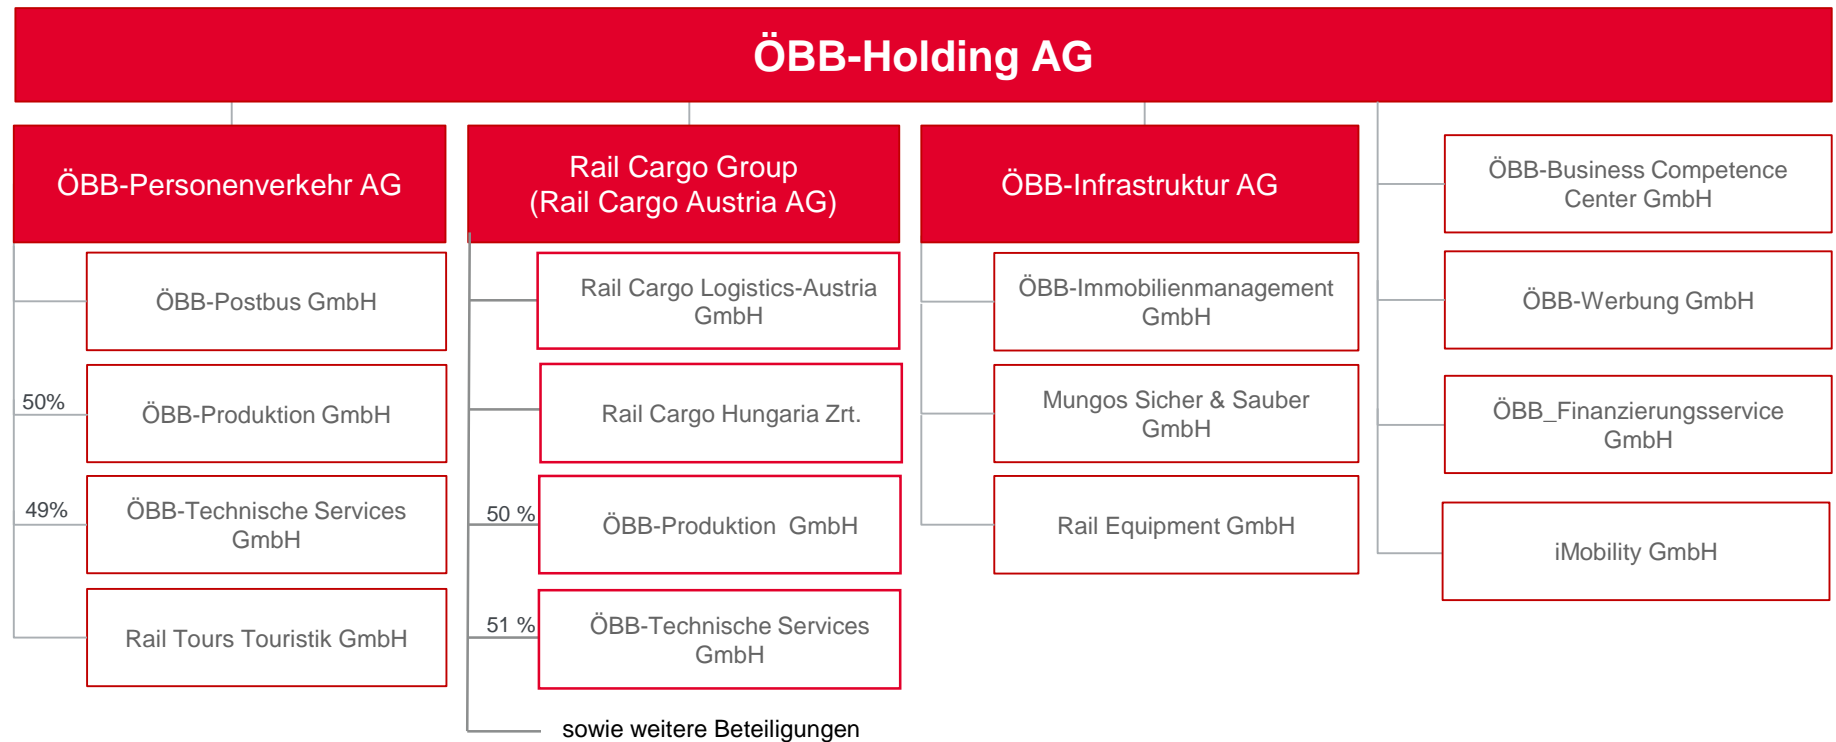 ÖBB-Holding AG
ÖBB-Personenverkehr AG
Rail Cargo Group
(Rail Cargo Austria AG)
ÖBB-Infrastruktur AG
ÖBB-Business Competence
Center GmbH
ÖBB-Postbus GmbH
Rail Cargo Logistics-Austria
GmbH
ÖBB-Immobilienmanagement
GmbH
ÖBB-Werbung GmbH
50%
ÖBB-Produktion GmbH
Rail Cargo Hungaria Zrt.
Mungos Sicher & Sauber
GmbH
ÖBB_Finanzierungsservice
GmbH
49%
ÖBB-Technische Services
GmbH
50 %
ÖBB-Produktion GmbH
Rail Equipment GmbH
iMobility GmbH
Rail Tours Touristik GmbH
51 %
ÖBB-Technische Services
GmbH
sowie weitere Beteiligungen